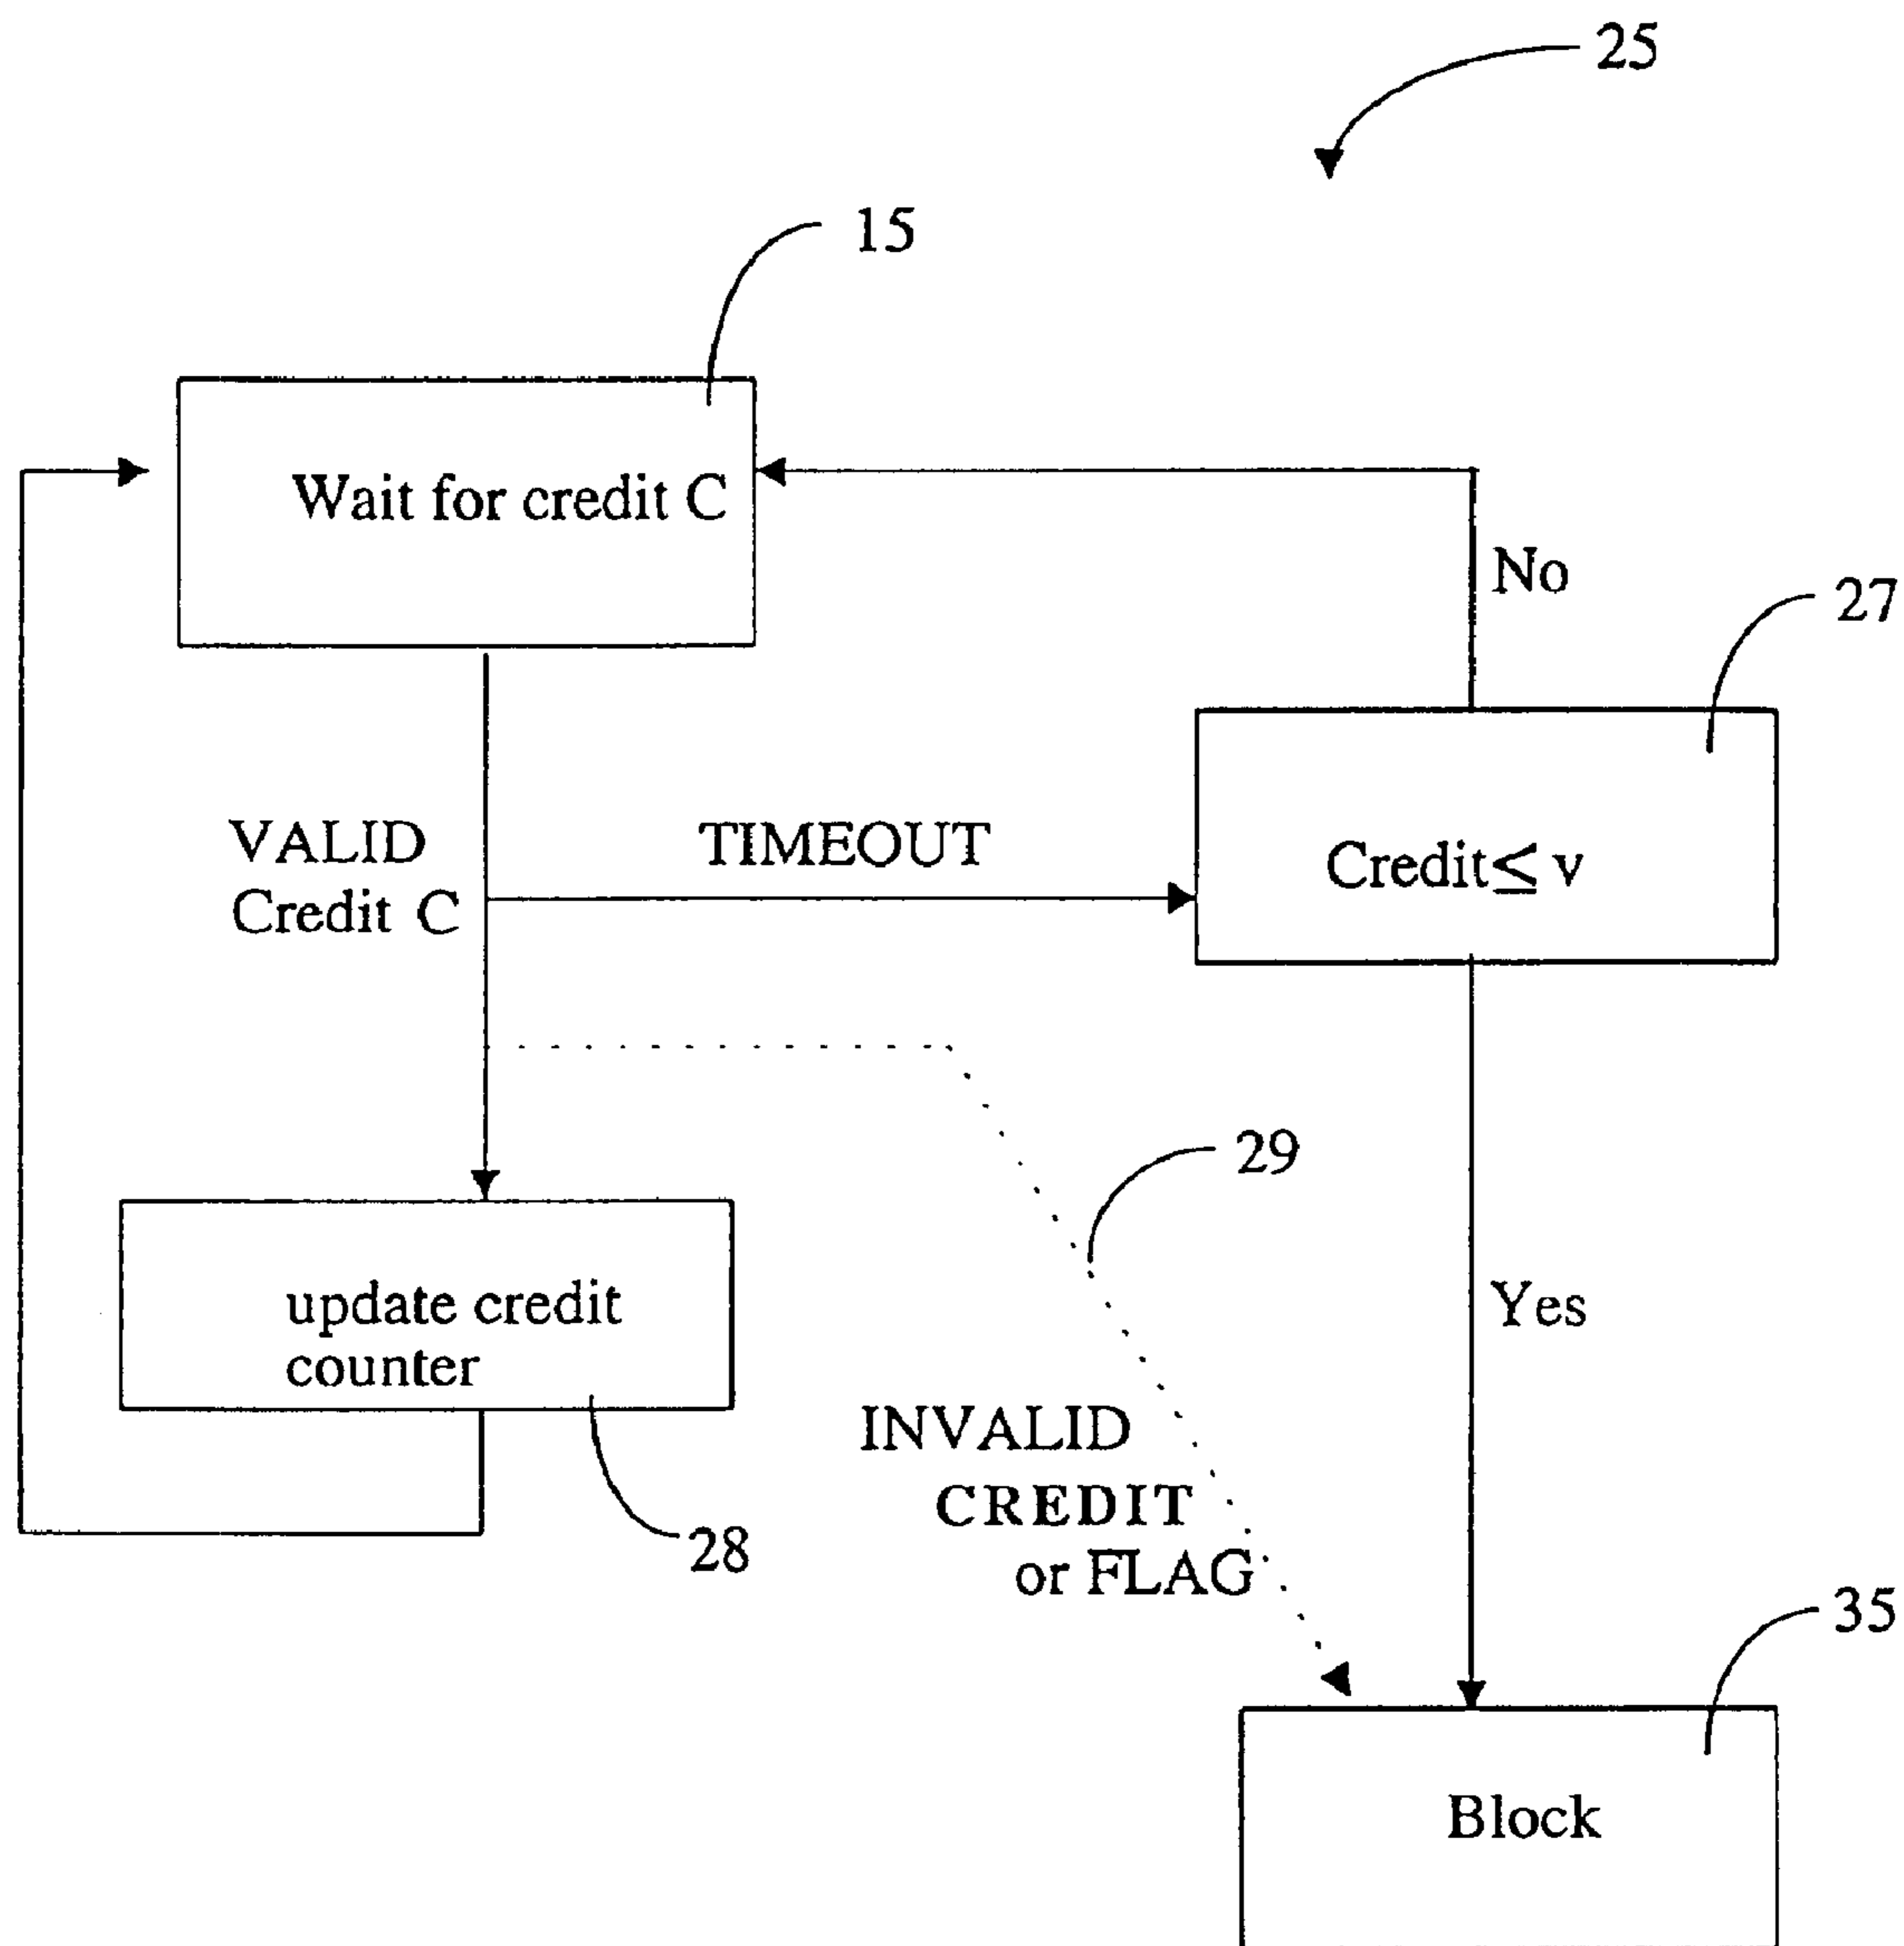 25
15
Wait for credit C
No
27
VALID
Credit C
TIMEOUT
Credit ≤ v
29
update credit
counter
Yes
INVALID
CREDIT
or FLAG
28
35
Block